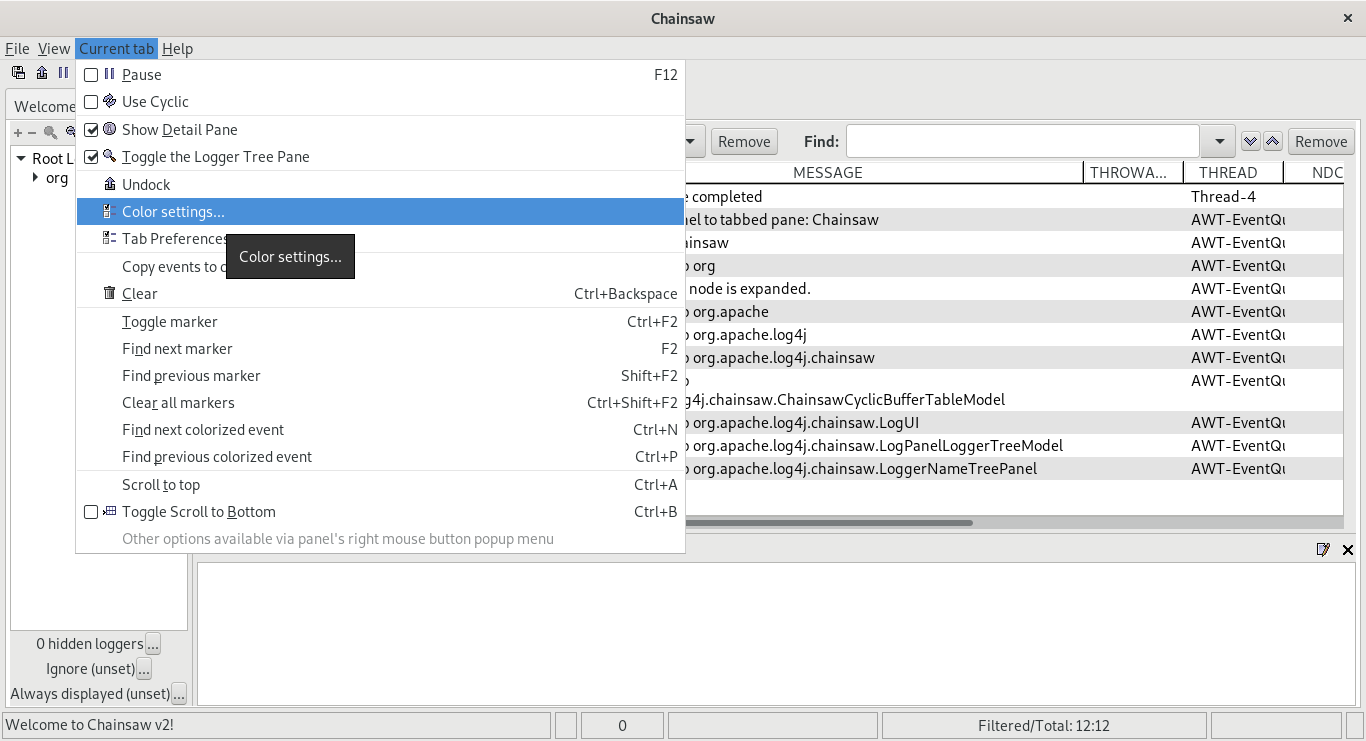 Chainsaw
File View Current tab Help
Pause F12
Use Cyclic
Show Detail Pane
Toggle the Logger Tree Pane
Undock
Color settings...
Tab Preferences
Color settings...
Copy events to
Clear Ctrl+Backspace
Toggle marker Ctrl+F2
Find next marker F2
Find previous marker Shift+F2
Clear all markers Ctrl+Shift+F2
Find next colorized event Ctrl+N
Find previous colorized event Ctrl+P
Scroll to top Ctrl+A
Toggle Scroll to Bottom Ctrl+B
Other options available via panel's right mouse button popup menu
Welcome
Root L
org
0 hidden loggers ...
Ignore (unset) ...
Always displayed (unset) ...
Remove Find: Remove
MESSAGE THROWA... THREAD NDC
completed Thread-4
to tabbed pane: Chainsaw AWT-EventQu
ainsaw AWT-EventQu
org AWT-EventQu
node is expanded. AWT-EventQu
org.apache AWT-EventQu
org.apache.log4j AWT-EventQu
org.apache.log4j.chainsaw AWT-EventQu
AWT-EventQu
g4j.chainsaw.ChainsawCyclicBufferTableModel
org.apache.log4j.chainsaw.LogUI AWT-EventQu
org.apache.log4j.chainsaw.LogPanelLoggerTreeModel AWT-EventQu
org.apache.log4j.chainsaw.LoggerNameTreePanel AWT-EventQu
Welcome to Chainsaw v2! 0 Filtered/Total: 12:12